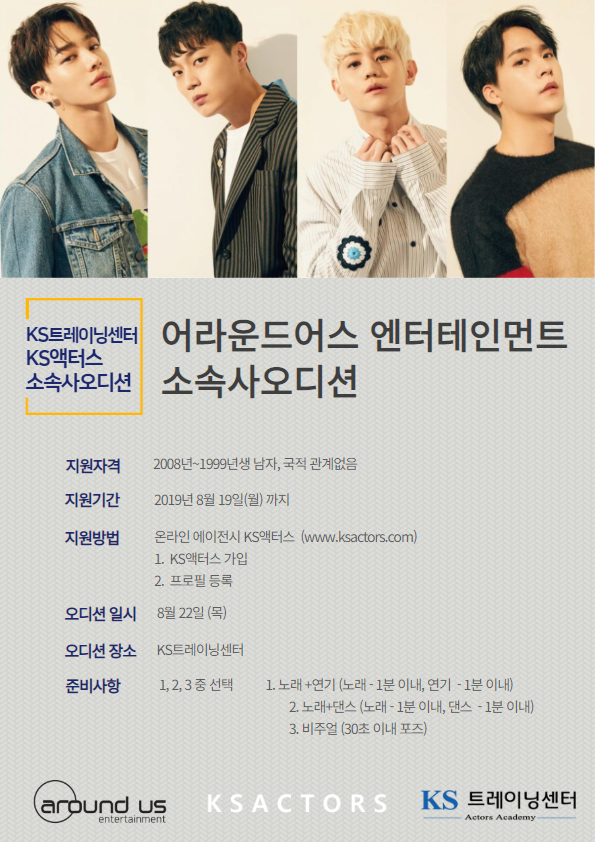 KS트레이닝센터
KS액터스
소속사오디션
어라운드어스 엔터테인먼트
소속사오디션
지원자격 2008년~1999년생 남자, 국적 관계없음
지원기간 2019년 8월 19일(월) 까지
지원방법 온라인 에이전시 KS액터스 (www.ksactors.com)
1. KS액터스 가입
2. 프로필 등록
오디션 일시 8월 22일 (목)
오디션 장소 KS트레이닝센터
준비사항 1, 2, 3 중 선택 1. 노래 +연기 (노래 - 1분 이내, 연기 - 1분 이내)
2. 노래+댄스 (노래 - 1분 이내, 댄스 - 1분 이내)
3. 비주얼 (30초 이내 포즈)
around us
entertainment
KSACTORS
KS 트레이닝센터
Actors Academy